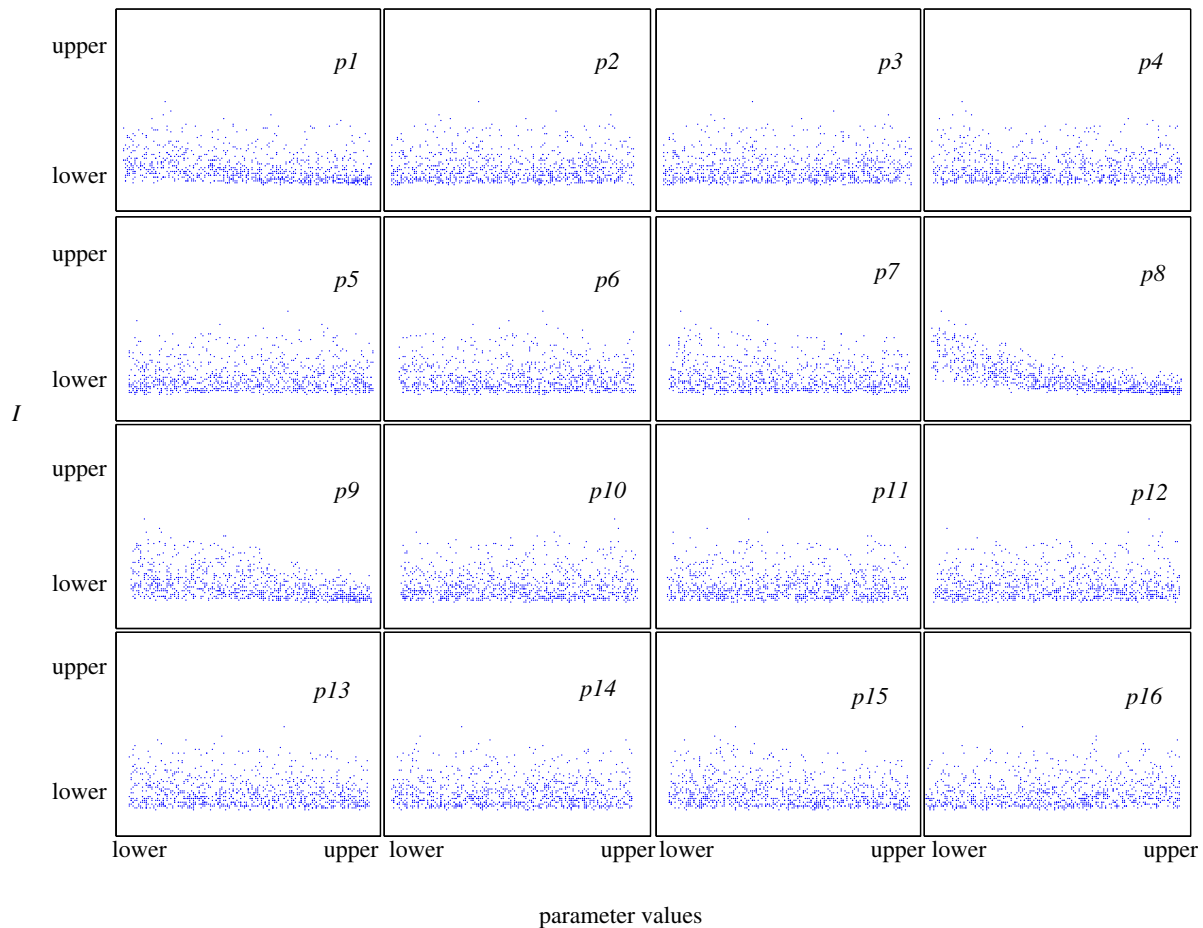 upper
p1
p2
p3
p4
lower
upper
p5
p6
p7
p8
lower
I
upper
p9
p10
p11
p12
lower
upper
p13
p14
p15
p16
lower
lower upper lower upper lower upper lower upper
parameter values